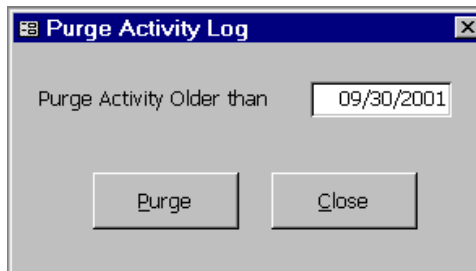 Purge Activity Log
Purge Activity Older than 09/30/2001
Purge Close